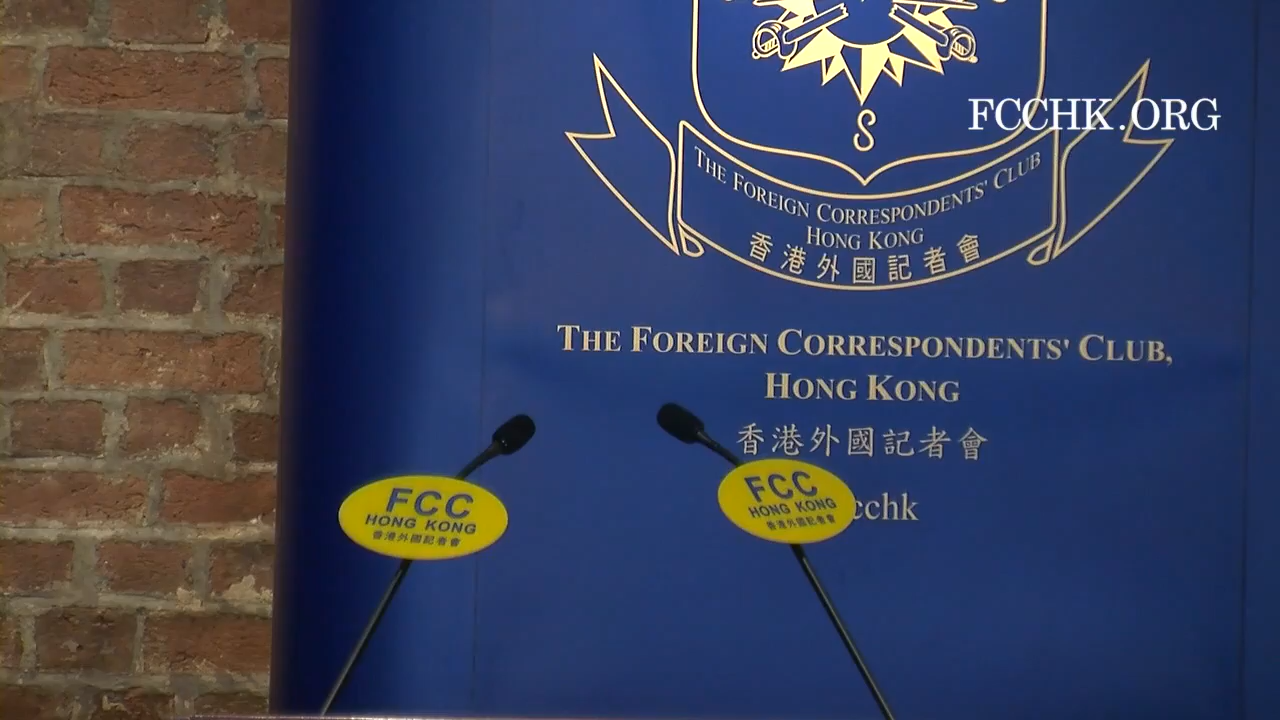 FCCHK.ORG
S
THE FOREIGN CORRESPONDENTS' CLUB
HONG KONG
香港外國記者會
THE FOREIGN CORRESPONDENTS' CLUB,
HONG KONG
香港外國記者會
cchk
FCC
HONG KONG
香港外國記者會
FCC
HONG KONG
香港外國記者會